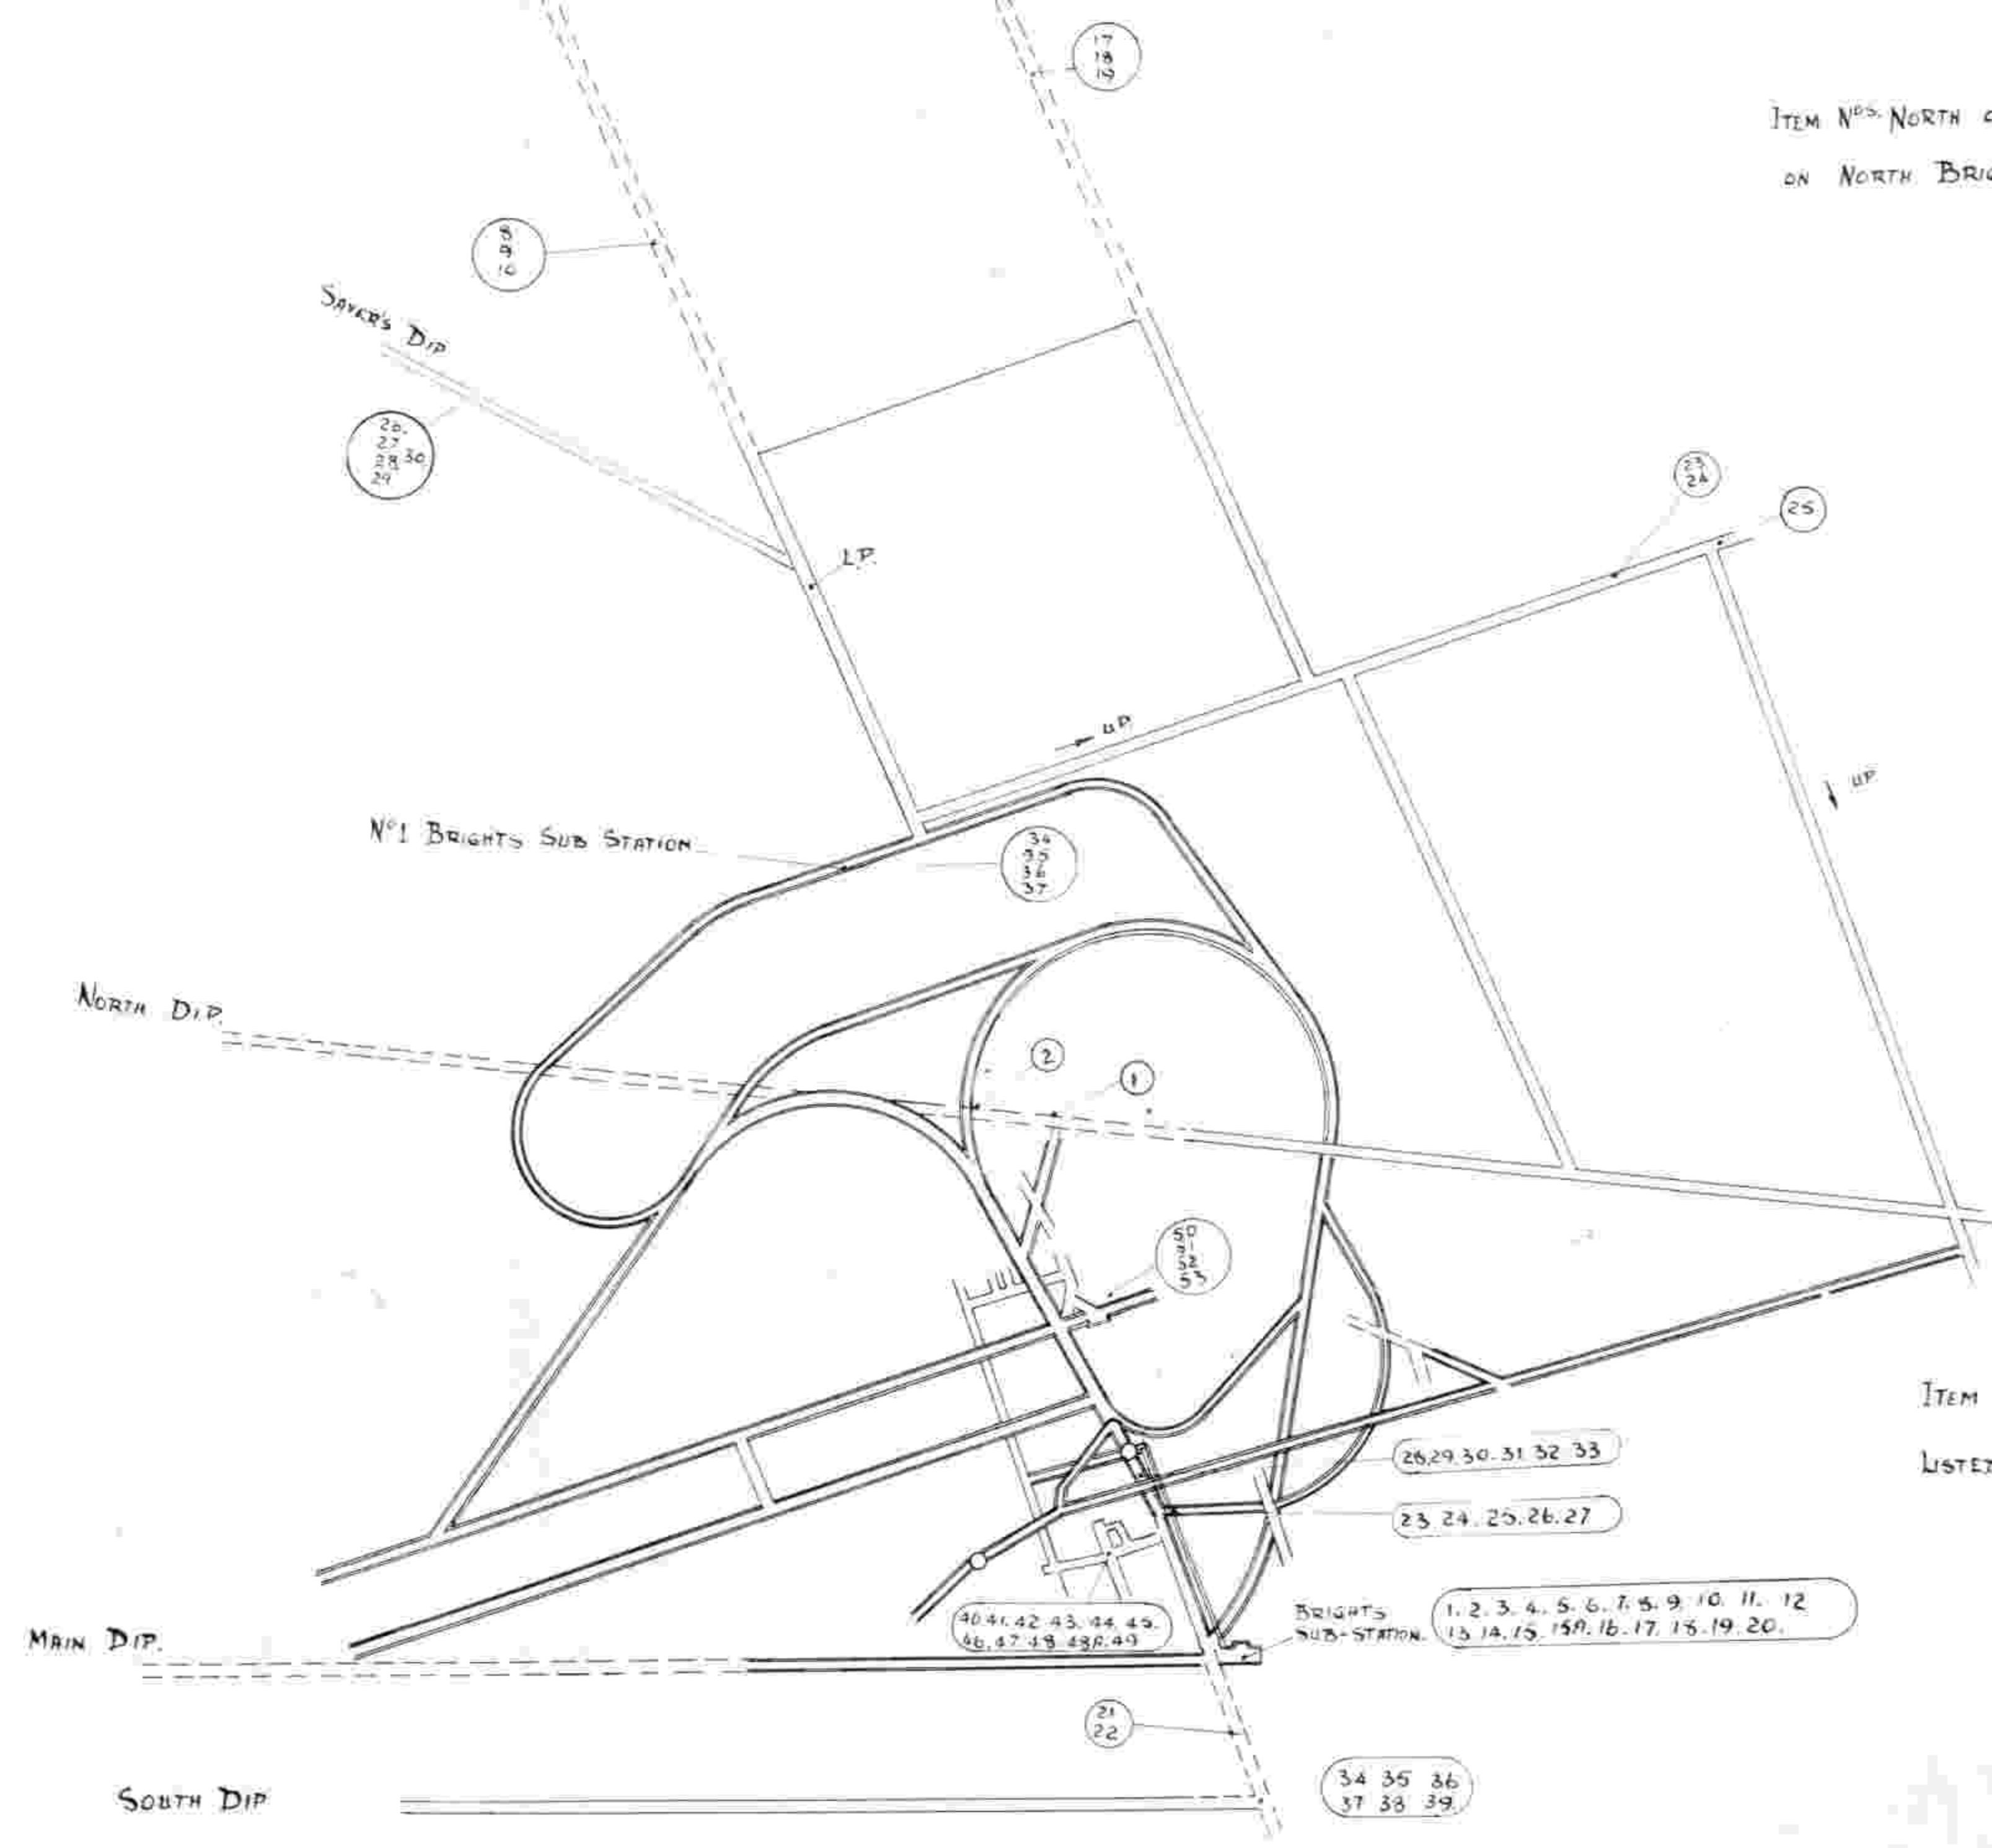 17
18
19
ITEM NOS. NORTH
ON NORTH
8
9
10
SAYER'S DIP
26.
27
28 30
29
23
24
25
L.P.
UP
UP
NO1 BRIGHTS SUB STATION
34
35
36
37
NORTH DIP.
2
1
50
51
52
53
ITEM
28,29.30.31.32 33
23 24.25.26.27
40 41.42.43.44.45.
46.47.48.48A.49
BRIGHTS
SUB-STATION.
1.2.3.4.5.6.7.8.9.10.11.12
13 14.15.15A.16.17.18.19.20.
MAIN DIP.
21
22
34 35 36
37 38 39.
SOUTH DIP